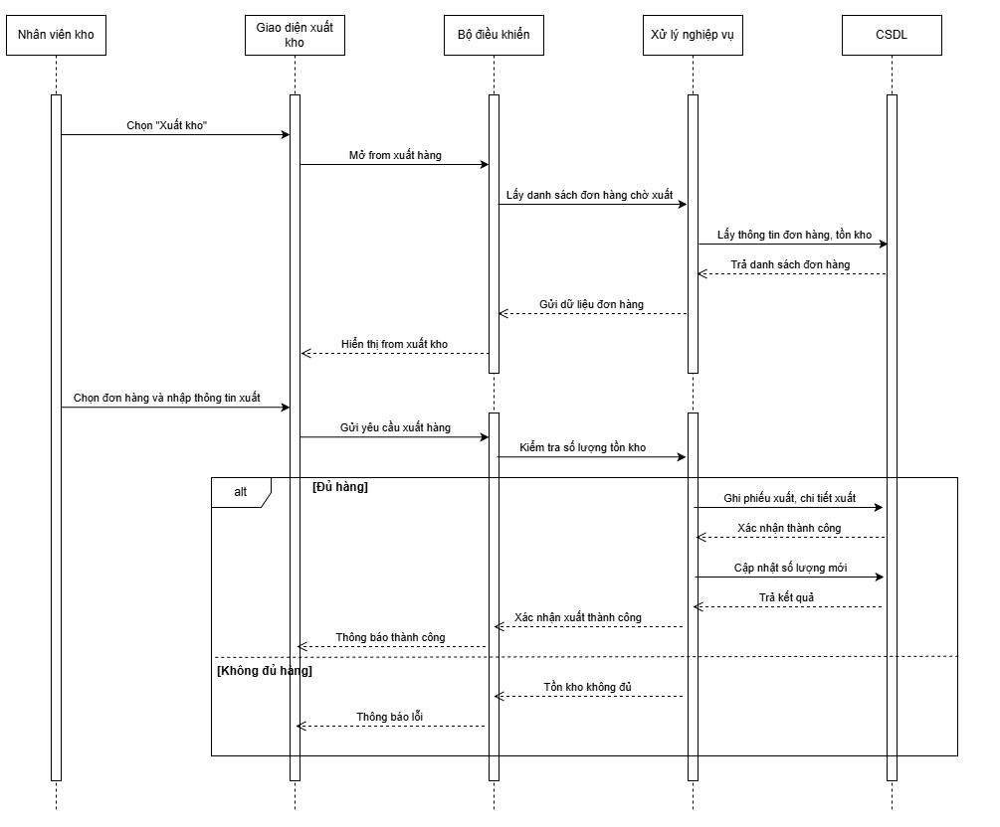 Nhân viên kho
Giao diện xuất
kho
Bộ điều khiển
Xử lý nghiệp vụ
CSDL
Chọn "Xuất kho"
Mở from xuất hàng
Lấy danh sách đơn hàng chờ xuất
Lấy thông tin đơn hàng, tồn kho
Trả danh sách đơn hàng
Gửi dữ liệu đơn hàng
Hiển thị from xuất kho
Chọn đơn hàng và nhập thông tin xuất
Gửi yêu cầu xuất hàng
Kiểm tra số lượng tồn kho
alt
[Đủ hàng]
Ghi phiếu xuất, chi tiết xuất
Xác nhận thành công
Cập nhật số lượng mới
Trả kết quả
Xác nhận xuất thành công
Thông báo thành công
[Không đủ hàng]
Tồn kho không đủ
Thông báo lỗi